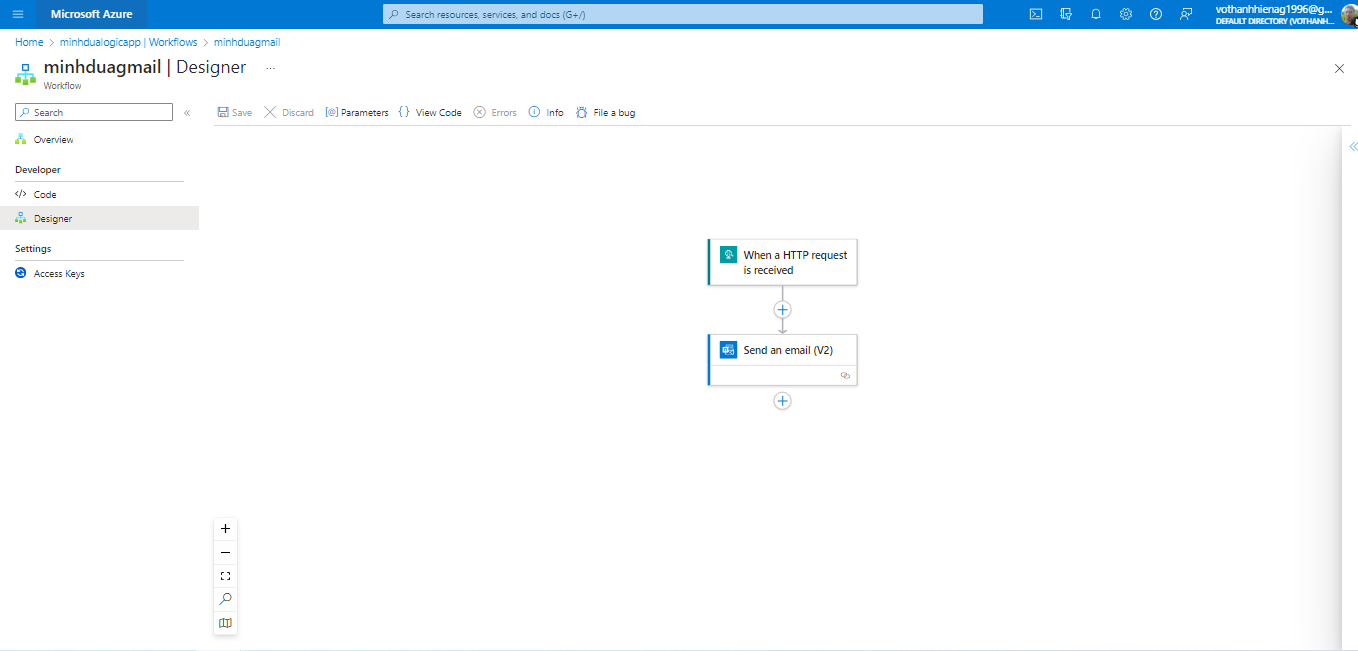 Microsoft Azure
Search resources, services, and docs (G+/)
vothanhhienag1996@g...
DEFAULT DIRECTORY (VOTHANH...
Home > minhdualogicapp | Workflows > minhduagmail
minhduagmail | Designer ...
Workflow
Search «
Save Discard [@] Parameters {} View Code Errors Info File a bug
Overview
Developer
</> Code
Designer
Settings
Access Keys
When a HTTP request
is received
Send an email (V2)